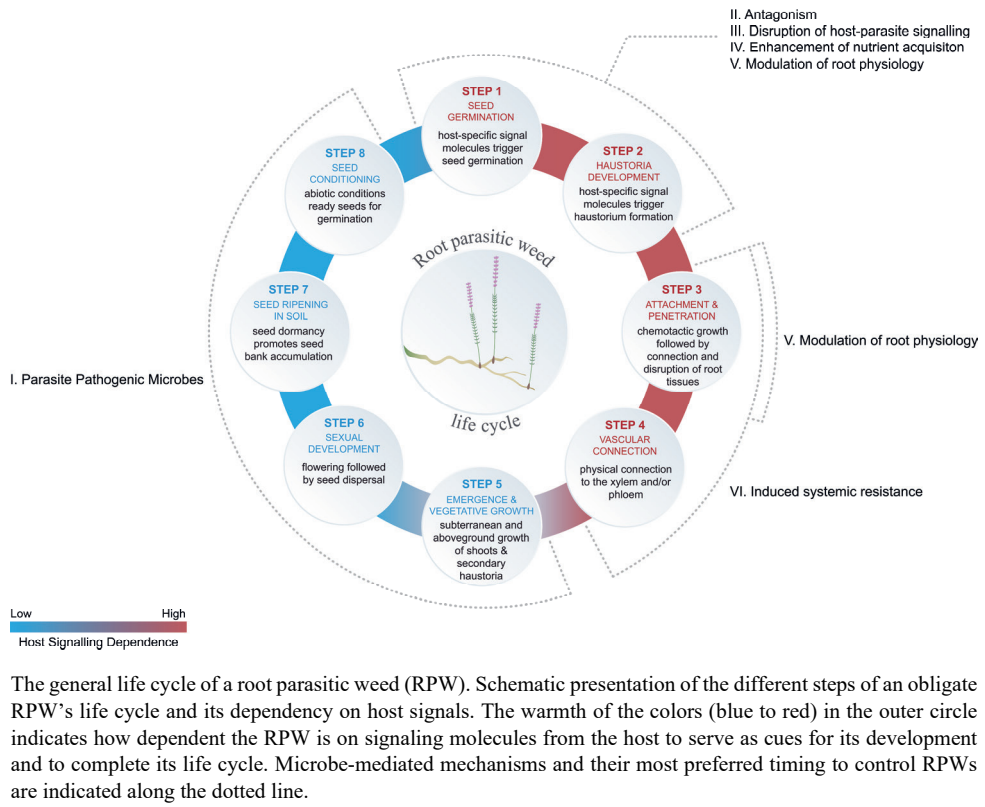 II. Antagonism
III. Disruption of host-parasite signalling
IV. Enhancement of nutrient acquisiton
V. Modulation of root physiology
STEP 1
SEED
GERMINATION
host-specific signal
molecules trigger
seed germination
STEP 2
HAUSTORIA
DEVELOPMENT
host-specific signal
molecules trigger
haustorium formation
STEP 3
ATTACHMENT &
PENETRATION
chemotactic growth
followed by
connection and
disruption of root
tissues
V. Modulation of root physiology
STEP 4
VASCULAR
CONNECTION
physical connection
to the xylem and/or
phloem
VI. Induced systemic resistance
STEP 5
EMERGENCE &
VEGETATIVE GROWTH
subterranean and
aboveground growth
of shoots &
secondary
haustoria
STEP 6
SEXUAL
DEVELOPMENT
flowering followed
by seed dispersal
STEP 7
SEED RIPENING
IN SOIL
seed dormancy
promotes seed
bank accumulation
STEP 8
SEED
CONDITIONING
abiotic conditions
ready seeds for
germination
I. Parasite Pathogenic Microbes
Root parasitic weed
life cycle
Low High
Host Signalling Dependence
The general life cycle of a root parasitic weed (RPW). Schematic presentation of the different steps of an obligate
RPW’s life cycle and its dependency on host signals. The warmth of the colors (blue to red) in the outer circle
indicates how dependent the RPW is on signaling molecules from the host to serve as cues for its development
and to complete its life cycle. Microbe-mediated mechanisms and their most preferred timing to control RPWs
are indicated along the dotted line.